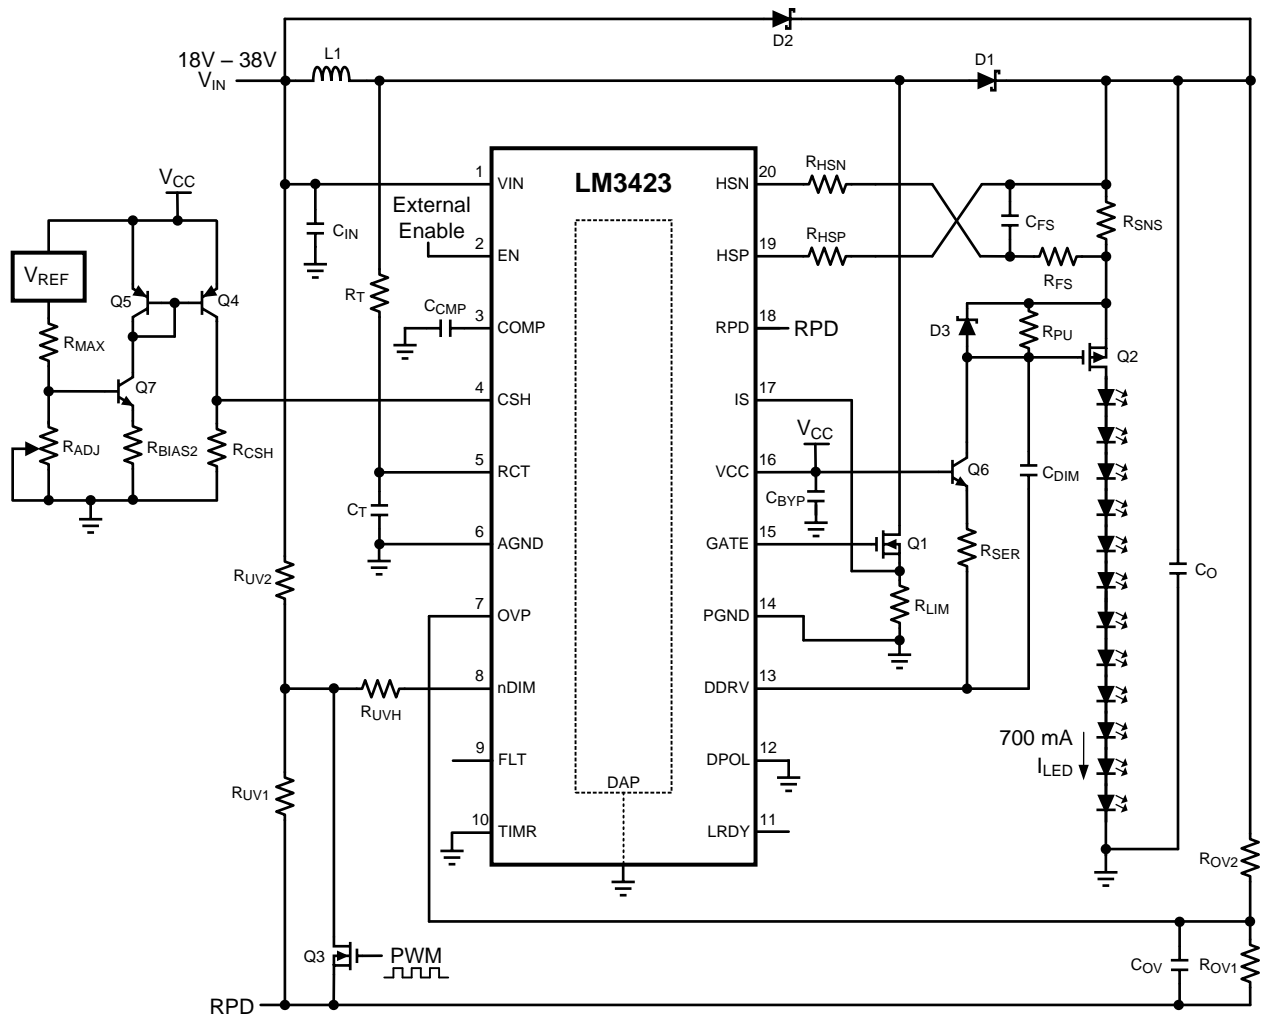 D2
18V – 38V
VIN
L1
D1
VCC
1 VIN
LM3423
HSN 20
RHSN
CIN
External
Enable
2 EN
HSP 19
RHSP
CFS
RSNS
RFS
VREF
Q5
Q4
RT
CCMP
3 COMP
RPD 18
RPD
D3
RPU
Q2
RMAX
Q7
4 CSH
IS 17
VCC
RADJ
RBIAS2
RCSH
5 RCT
VCC 16
Q6
CDIM
CBYP
CT
6 AGND
GATE 15
Q1
RSER
CO
RUV2
7 OVP
PGND 14
RLIM
8 nDIM
DDRV 13
RUVH
700 mA
ILED
9 FLT
DPOL 12
DAP
RUV1
10 TIMR
LRDY 11
ROV2
Q3
PWM
COV
ROV1
RPD